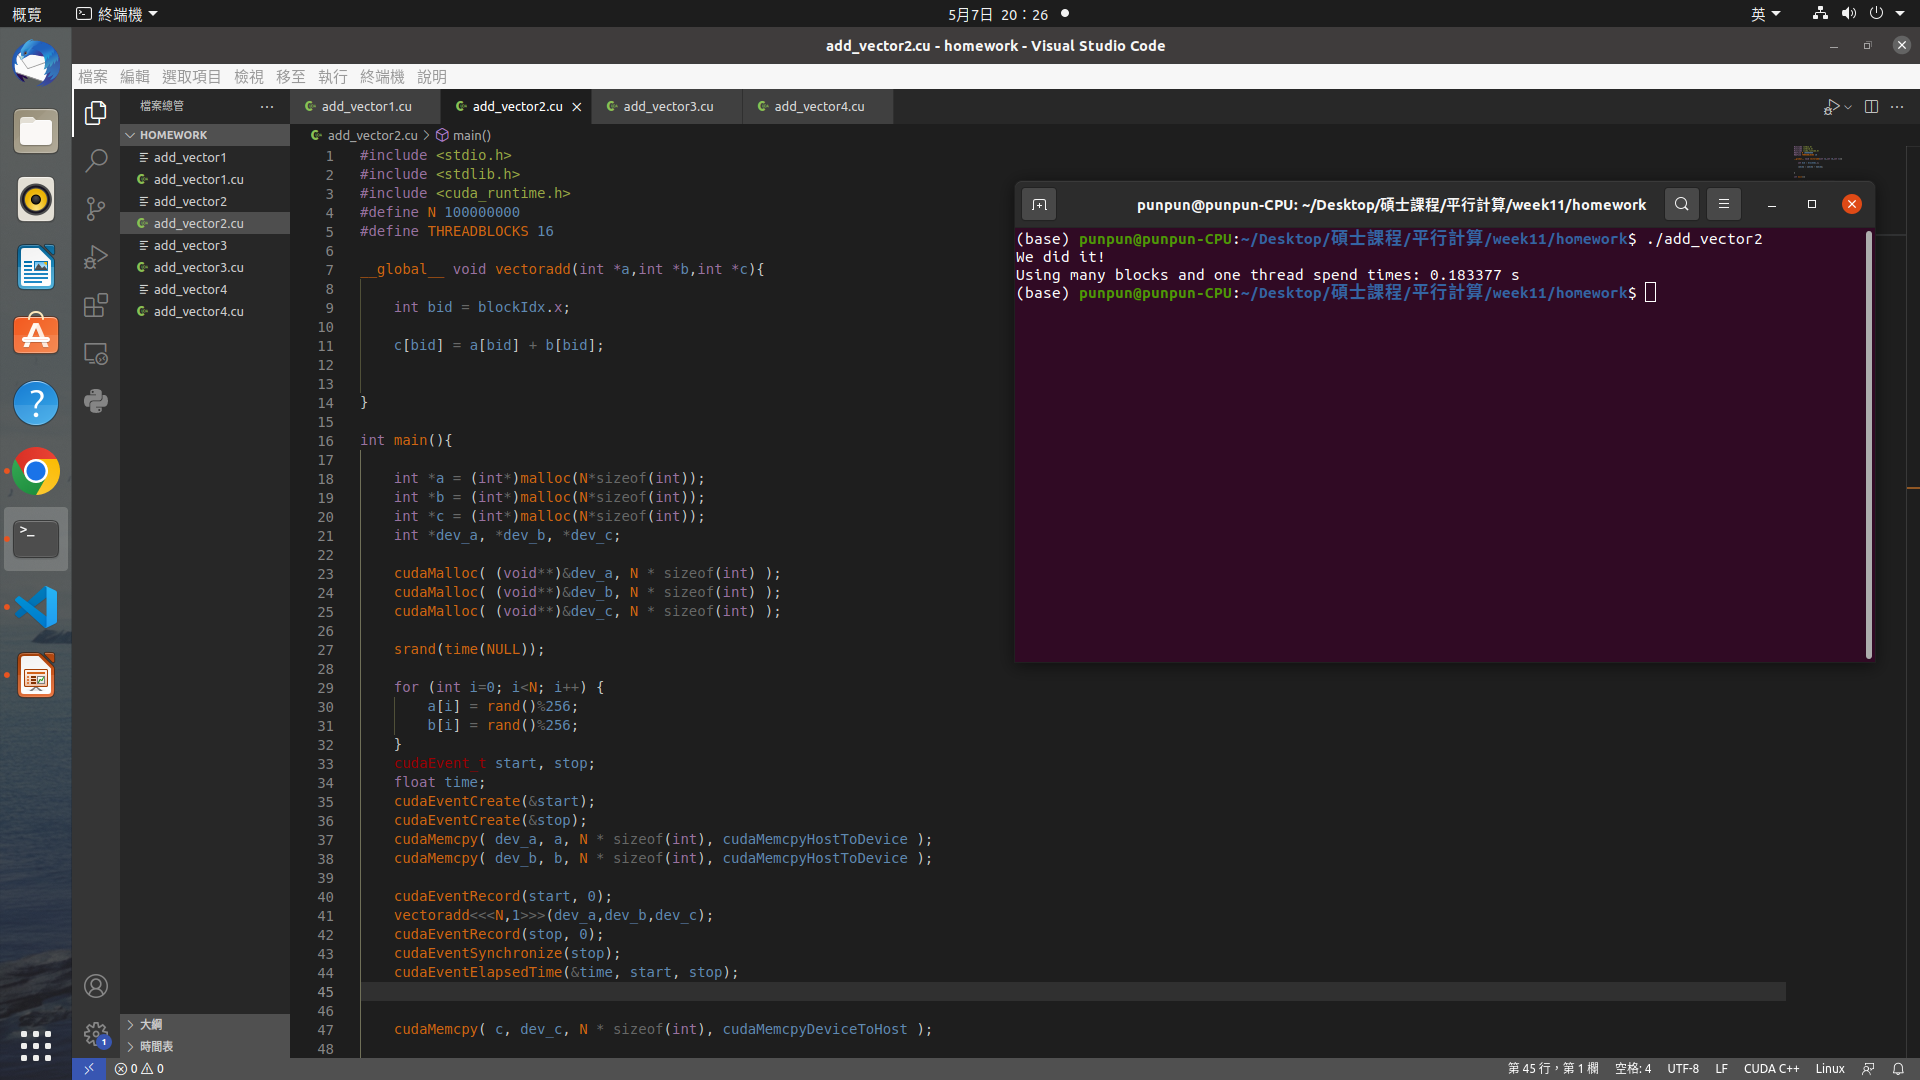 概覽
終端機
5月7日 20：26
英
add_vector2.cu - homework - Visual Studio Code
檔案 編輯 選取項目 檢視 移至 執行 終端機 說明
檔案總管
HOMEWORK
add_vector1
add_vector1.cu
add_vector2
add_vector2.cu
add_vector3
add_vector3.cu
add_vector4
add_vector4.cu
大綱
時間表
add_vector1.cu
add_vector2.cu
add_vector3.cu
add_vector4.cu
add_vector2.cu > main()
1 #include <stdio.h>
2 #include <stdlib.h>
3 #include <cuda_runtime.h>
4 #define N 100000000
5 #define THREADBLOCKS 16
6
7 __global__ void vectoradd(int *a,int *b,int *c){
8
9 int bid = blockIdx.x;
10
11 c[bid] = a[bid] + b[bid];
12
13
14 }
15
16 int main(){
17
18 int *a = (int*)malloc(N*sizeof(int));
19 int *b = (int*)malloc(N*sizeof(int));
20 int *c = (int*)malloc(N*sizeof(int));
21 int *dev_a, *dev_b, *dev_c;
22
23 cudaMalloc( (void**)&dev_a, N * sizeof(int) );
24 cudaMalloc( (void**)&dev_b, N * sizeof(int) );
25 cudaMalloc( (void**)&dev_c, N * sizeof(int) );
26
27 srand(time(NULL));
28
29 for (int i=0; i<N; i++) {
30 a[i] = rand()%256;
31 b[i] = rand()%256;
32 }
33 cudaEvent_t start, stop;
34 float time;
35 cudaEventCreate(&start);
36 cudaEventCreate(&stop);
37 cudaMemcpy( dev_a, a, N * sizeof(int), cudaMemcpyHostToDevice );
38 cudaMemcpy( dev_b, b, N * sizeof(int), cudaMemcpyHostToDevice );
39
40 cudaEventRecord(start, 0);
41 vectoradd<<<N,1>>>(dev_a,dev_b,dev_c);
42 cudaEventRecord(stop, 0);
43 cudaEventSynchronize(stop);
44 cudaEventElapsedTime(&time, start, stop);
45
46
47 cudaMemcpy( c, dev_c, N * sizeof(int), cudaMemcpyDeviceToHost );
48
punpun@punpun-CPU: ~/Desktop/碩士課程/平行計算/week11/homework
(base) punpun@punpun-CPU:~/Desktop/碩士課程/平行計算/week11/homework$ ./add_vector2
We did it!
Using many blocks and one thread spend times: 0.183377 s
(base) punpun@punpun-CPU:~/Desktop/碩士課程/平行計算/week11/homework$
1
0 0
第 45 行，第 1 欄
空格: 4
UTF-8
LF
CUDA C++
Linux